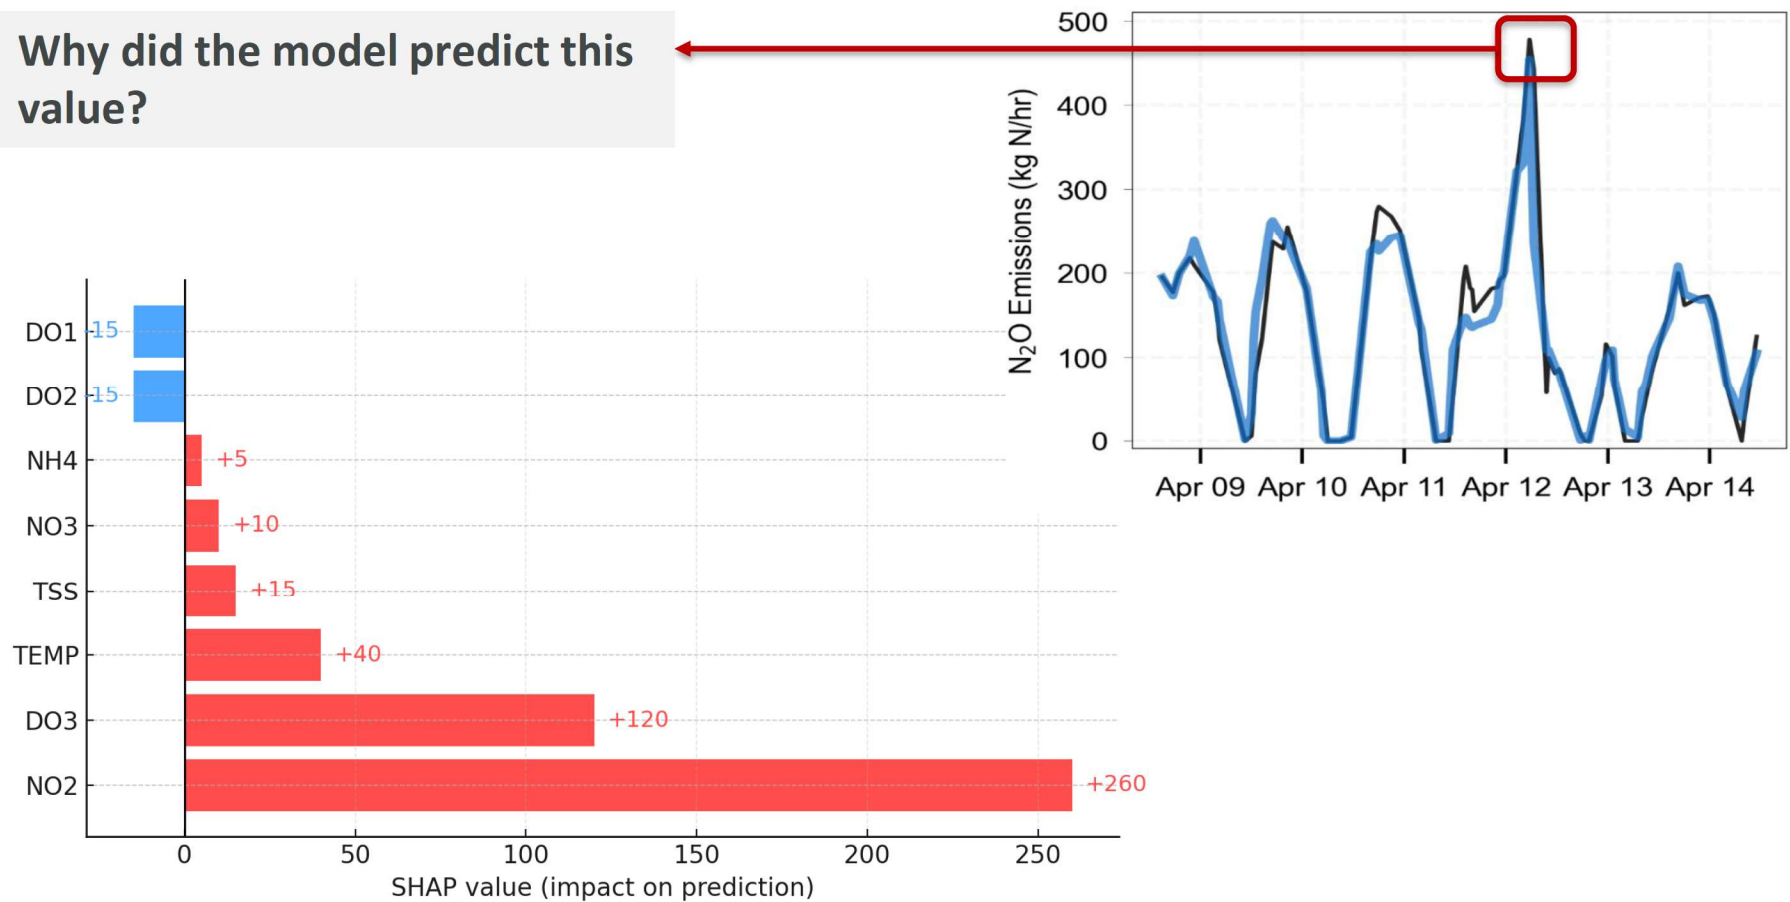 Why did the model predict this
value?
500
400
300
200
100
0
N₂O Emissions (kg N/hr)
Apr 09 Apr 10 Apr 11 Apr 12 Apr 13 Apr 14
DO1 -15
DO2 -15
NH4 +5
NO3 +10
TSS +15
TEMP +40
DO3 +120
NO2 +260
0 50 100 150 200 250
SHAP value (impact on prediction)